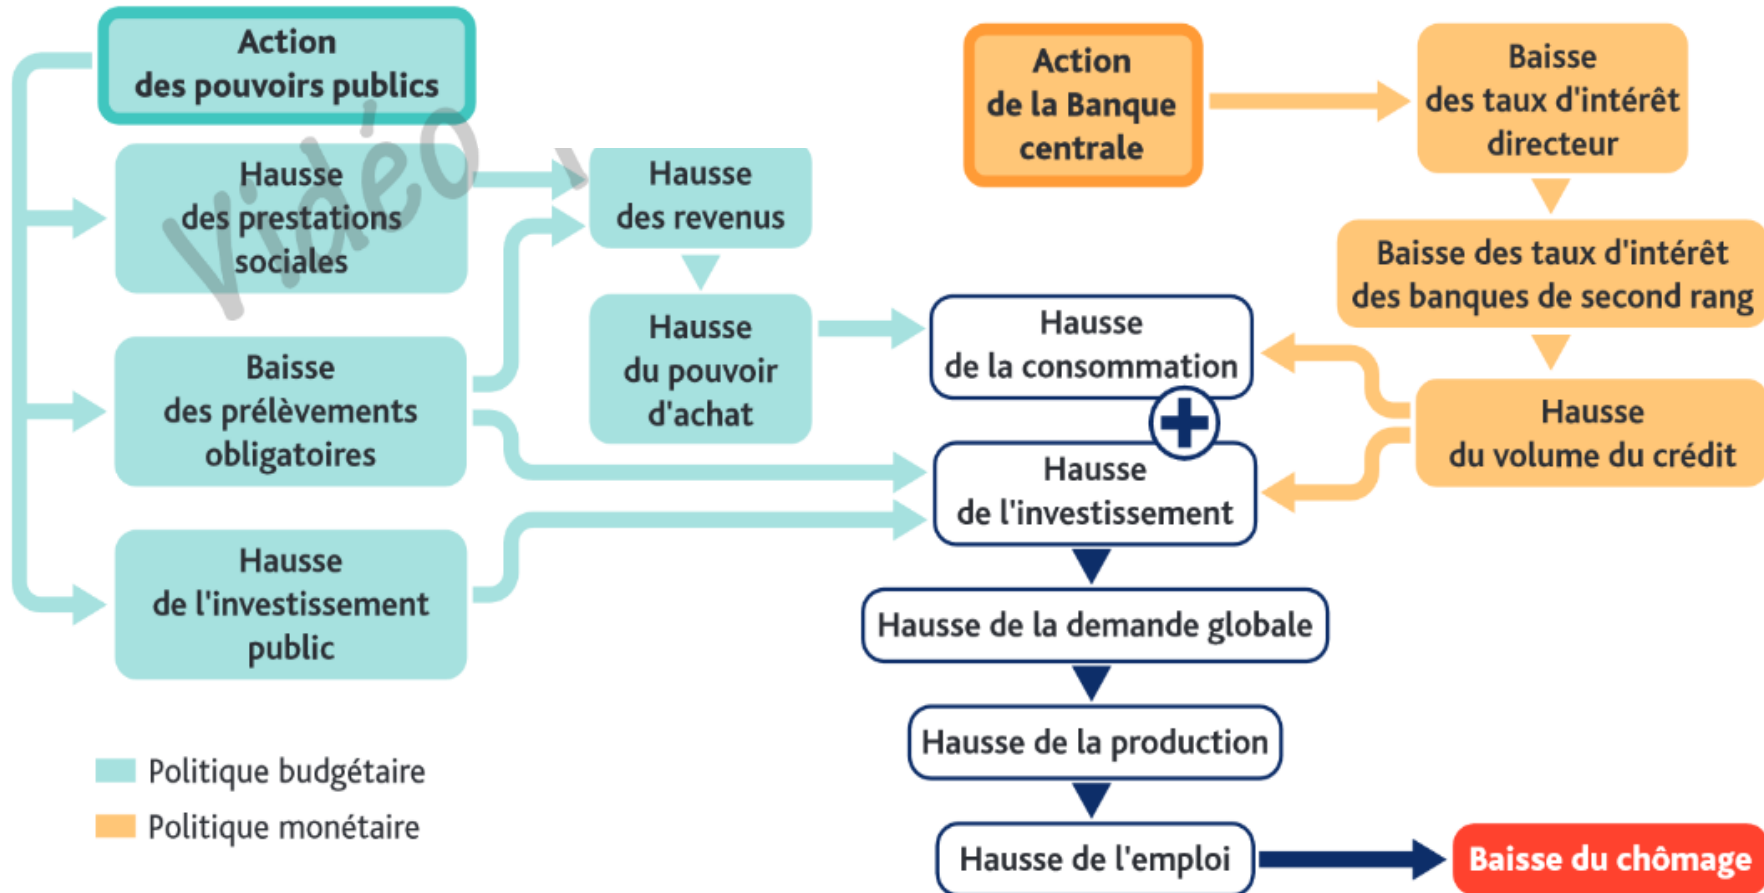 Action
des pouvoirs publics
Hausse
des prestations
sociales
Baisse
des prélèvements
obligatoires
Hausse
de l'investissement
public
Hausse
des revenus
Hausse
du pouvoir
d'achat
Action
de la Banque
centrale
Baisse
des taux d'intérêt
directeur
Baisse des taux d'intérêt
des banques de second rang
Hausse
du volume du crédit
Hausse
de la consommation
+
Hausse
de l'investissement
Hausse de la demande globale
Hausse de la production
Hausse de l'emploi
Baisse du chômage
Politique budgétaire
Politique monétaire
Vidéo